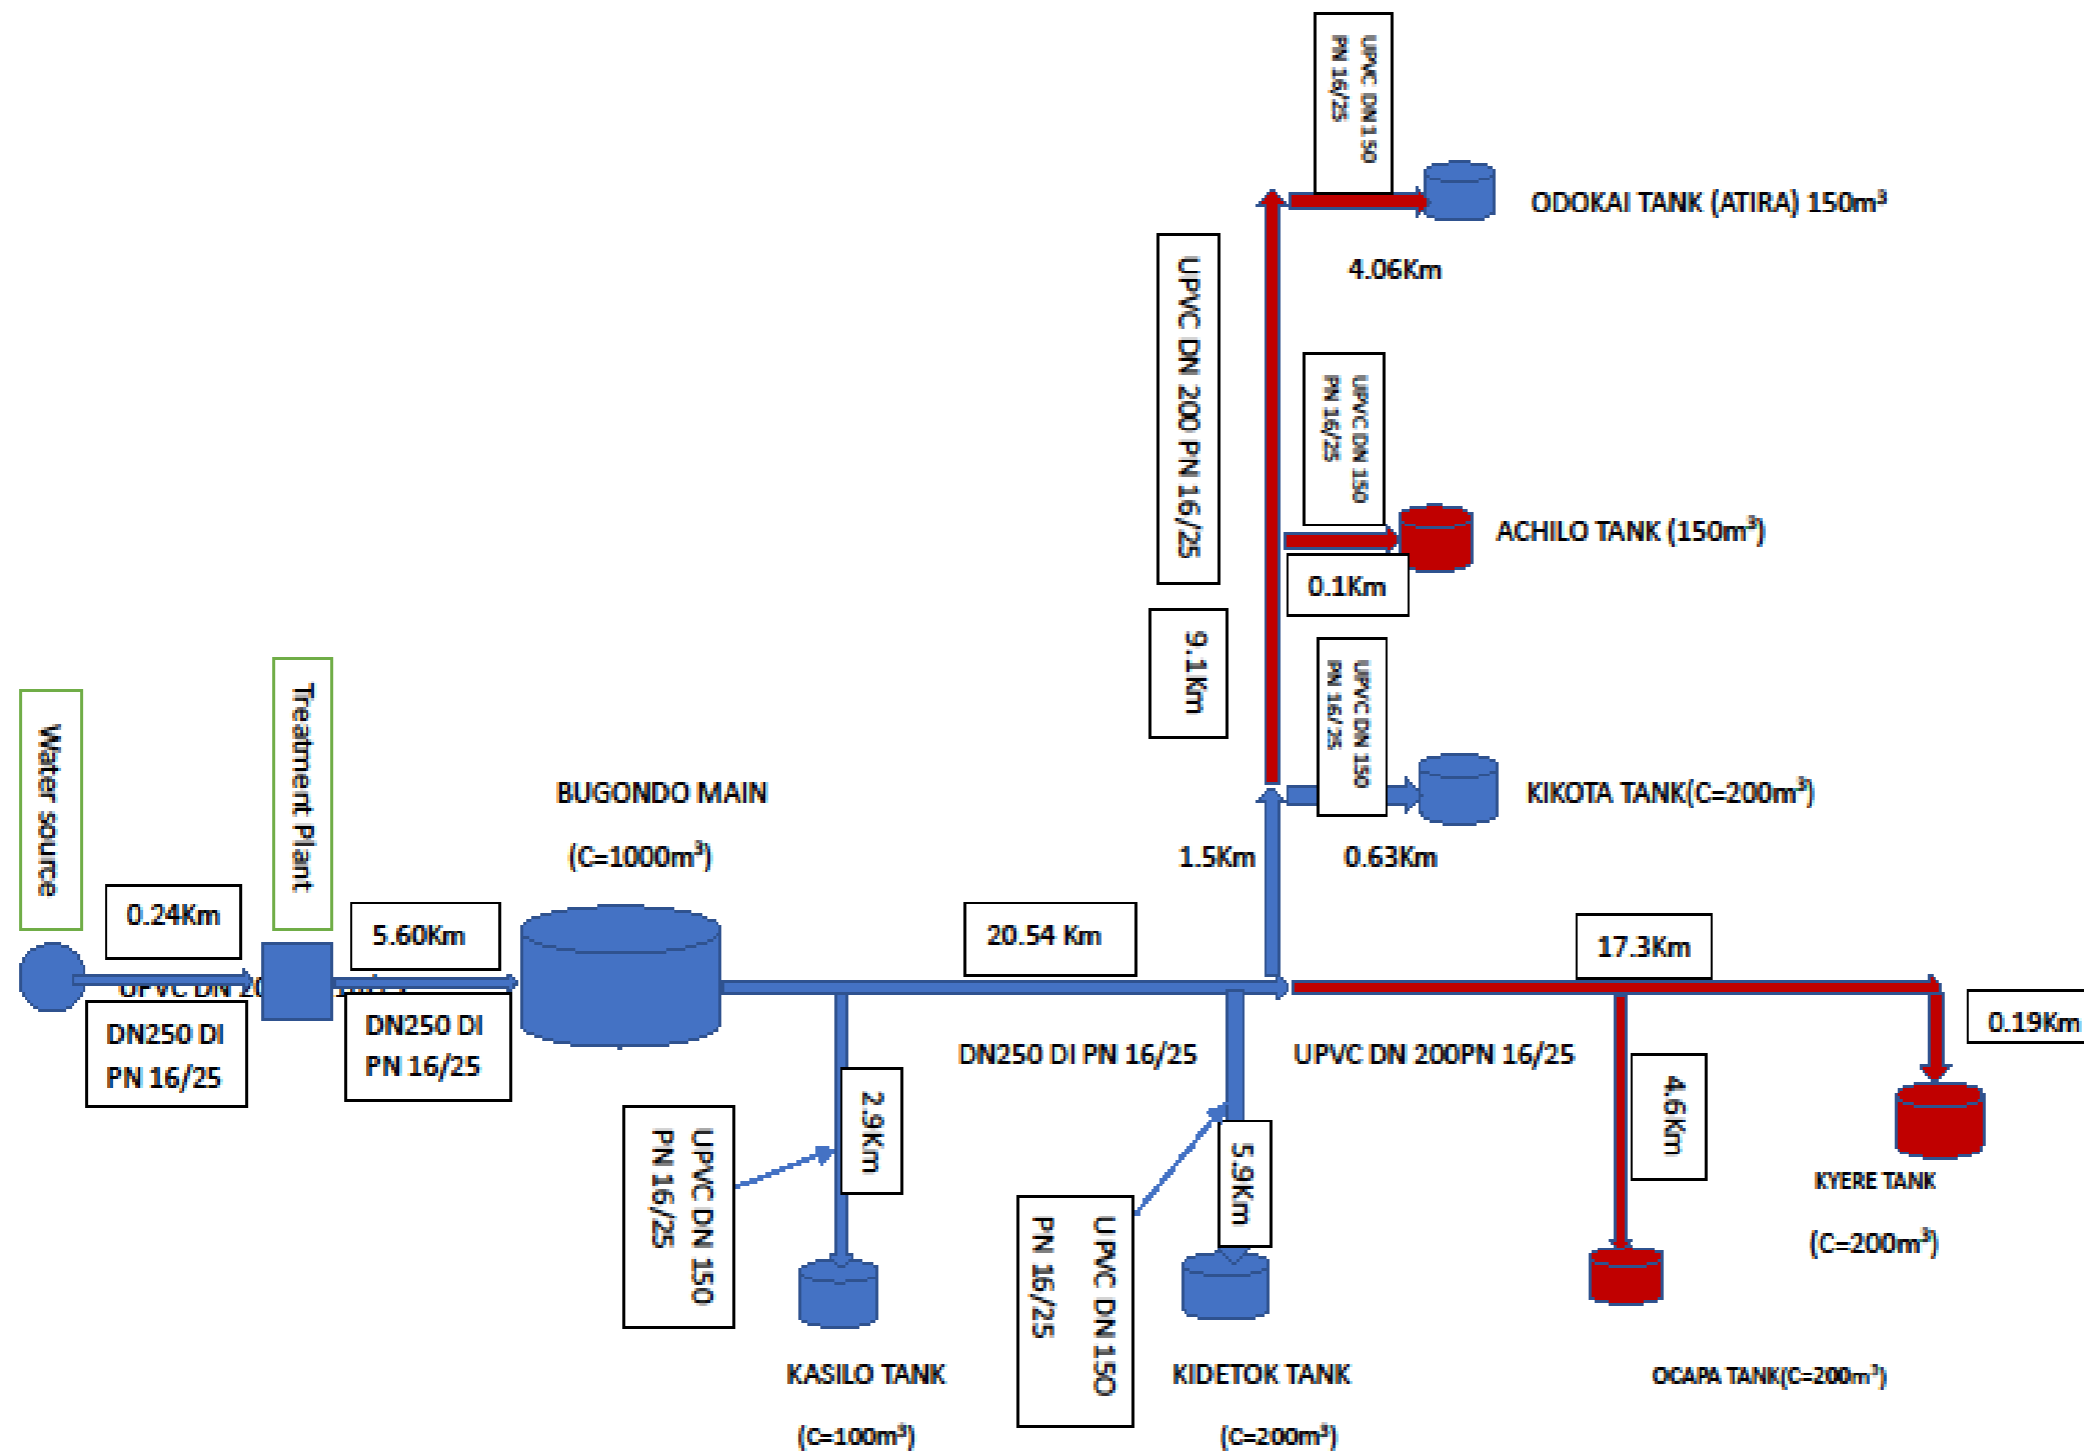 UPVC DN150
PN 16/25
ODOKAI TANK (ATIRA) 150m³
4.06Km
UPVC DN 200 PN 16/25
UPVC DN 150
PN 16/25
ACHILO TANK (150m³)
0.1Km
9.1Km
UPVC DN 150
PN 16/25
KIKOTA TANK(C=200m³)
1.5Km
0.63Km
Water source
Treatment Plant
BUGONDO MAIN
(C=1000m³)
0.24Km
5.60Km
20.54 Km
17.3Km
UPVC DN 20
DN250 DI
PN 16/25
DN250 DI
PN 16/25
DN250 DI PN 16/25
UPVC DN 200PN 16/25
0.19Km
2.9Km
UPVC DN 150
PN 16/25
5.9Km
UPVC DN 150
PN 16/25
4.6Km
KYERE TANK
(C=200m³)
KASILO TANK
(C=100m³)
KIDETOK TANK
(C=200m³)
OCAPA TANK(C=200m³)